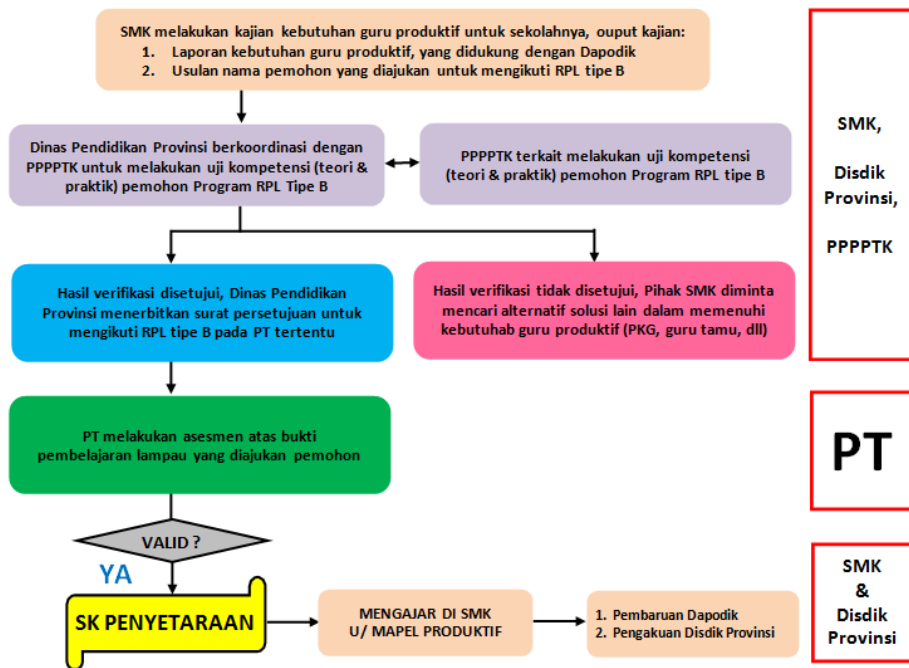 SMK melakukan kajian kebutuhan guru produktif untuk sekolahnya, ouput kajian:
1. Laporan kebutuhan guru produktif, yang didukung dengan Dapodik
2. Usulan nama pemohon yang diajukan untuk mengikuti RPL tipe B
Dinas Pendidikan Provinsi berkoordinasi dengan
PPPPTK untuk melakukan uji kompetensi (teori &
praktik) pemohon Program RPL Tipe B
PPPPTK terkait melakukan uji kompetensi
(teori & praktik) pemohon Program RPL tipe B
SMK,
Disdik
Provinsi,
PPPPTK
Hasil verifikasi disetujui, Dinas Pendidikan
Provinsi menerbitkan surat persetujuan untuk
mengikuti RPL tipe B pada PT tertentu
Hasil verifikasi tidak disetujui, Pihak SMK diminta
mencari alternatif solusi lain dalam memenuhi
kebutuhab guru produktif (PKG, guru tamu, dll)
PT melakukan asesmen atas bukti
pembelajaran lampau yang diajukan pemohon
PT
VALID ?
YA
SK PENYETARAAN
MENGAJAR DI SMK
U/ MAPEL PRODUKTIF
1. Pembaruan Dapodik
2. Pengakuan Disdik Provinsi
SMK
&
Disdik
Provinsi